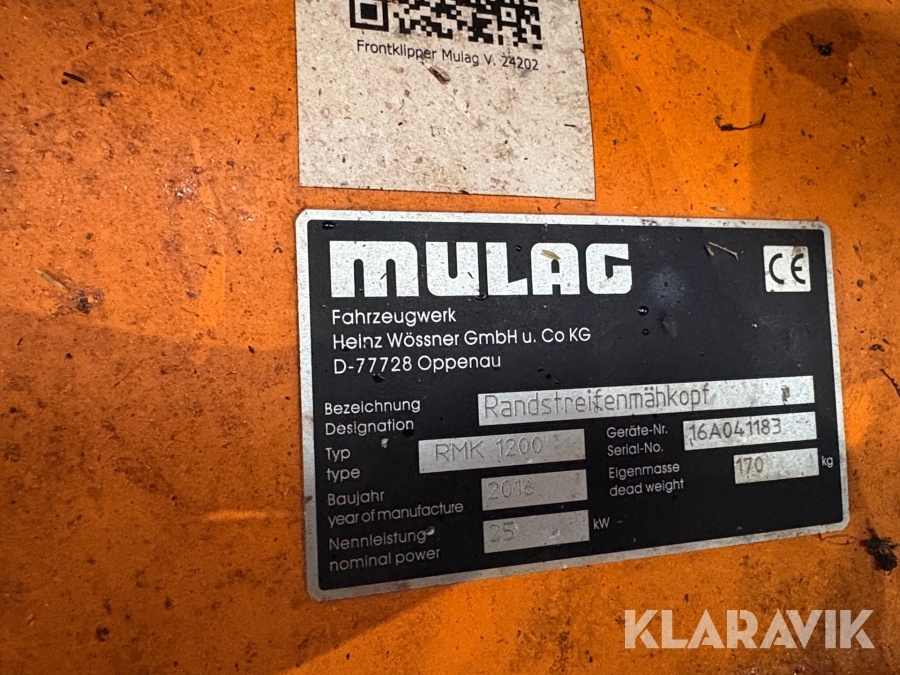 Frontklipper Mulag V. 24202
MULAG
CE
Fahrzeugwerk
Heinz Wössner GmbH u. Co KG
D-77728 Oppenau
Bezeichnung
Designation
Randstreifenmähkopf
Typ
type
RMK 1200
Geräte-Nr.
Serial-No.
16A041183
Baujahr
year of manufacture
2016
Eigenmasse
dead weight
170 kg
Nennleistung
nominal power
25 kW
KLARAVIK